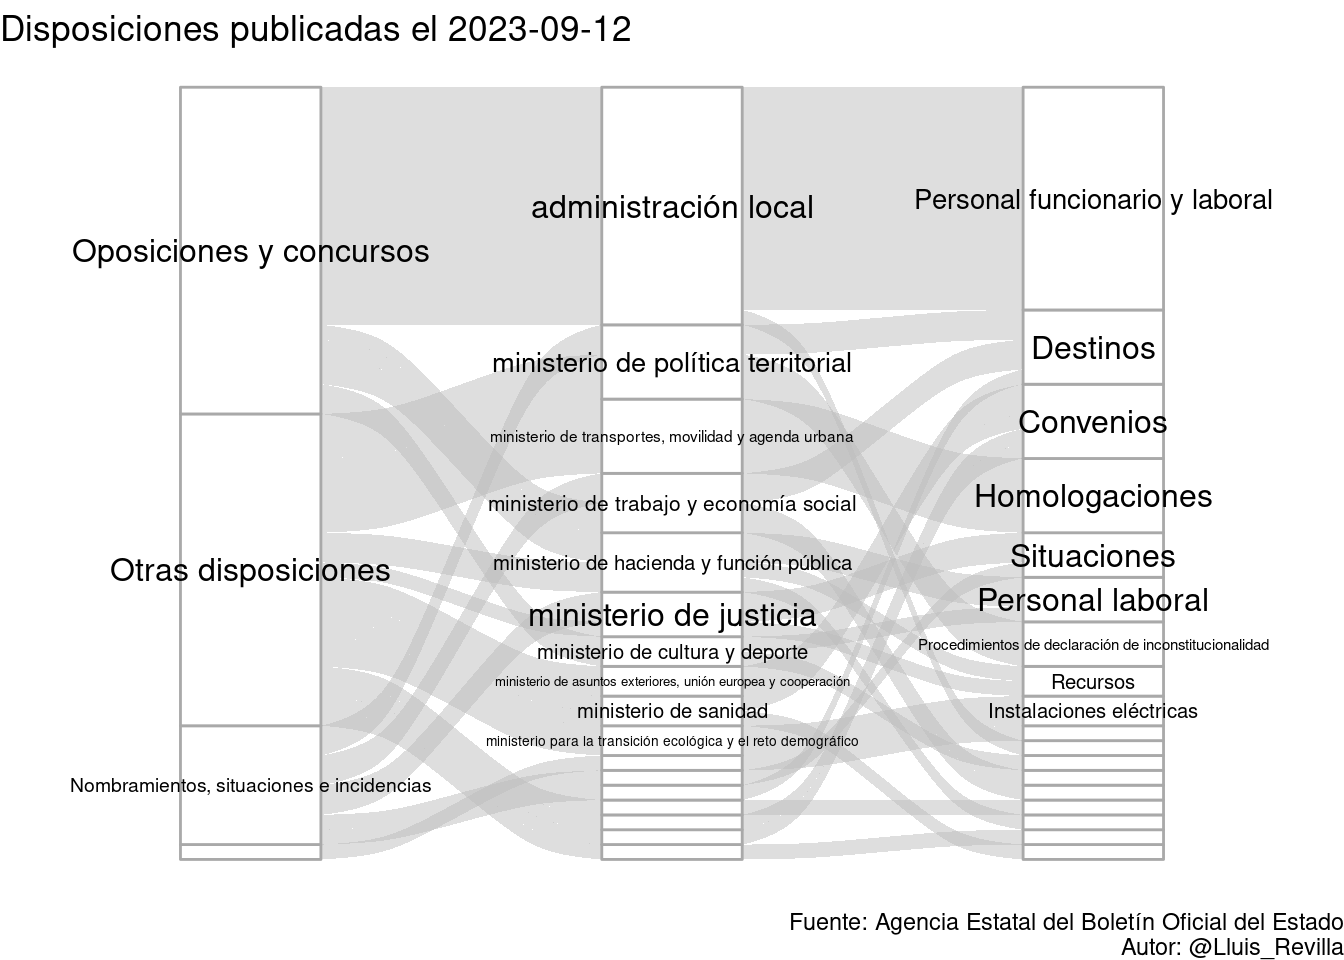 Disposiciones publicadas el 2023-09-12
Oposiciones y concursos
Otras disposiciones
Nombramientos, situaciones e incidencias
administración local
ministerio de política territorial
ministerio de transportes, movilidad y agenda urbana
ministerio de trabajo y economía social
ministerio de hacienda y función pública
ministerio de justicia
ministerio de cultura y deporte
ministerio de asuntos exteriores, unión europea y cooperación
ministerio de sanidad
ministerio para la transición ecológica y el reto demográfico
Personal funcionario y laboral
Destinos
Convenios
Homologaciones
Situaciones
Personal laboral
Procedimientos de declaración de inconstitucionalidad
Recursos
Instalaciones eléctricas
Fuente: Agencia Estatal del Boletín Oficial del Estado
Autor: @Lluis_Revilla